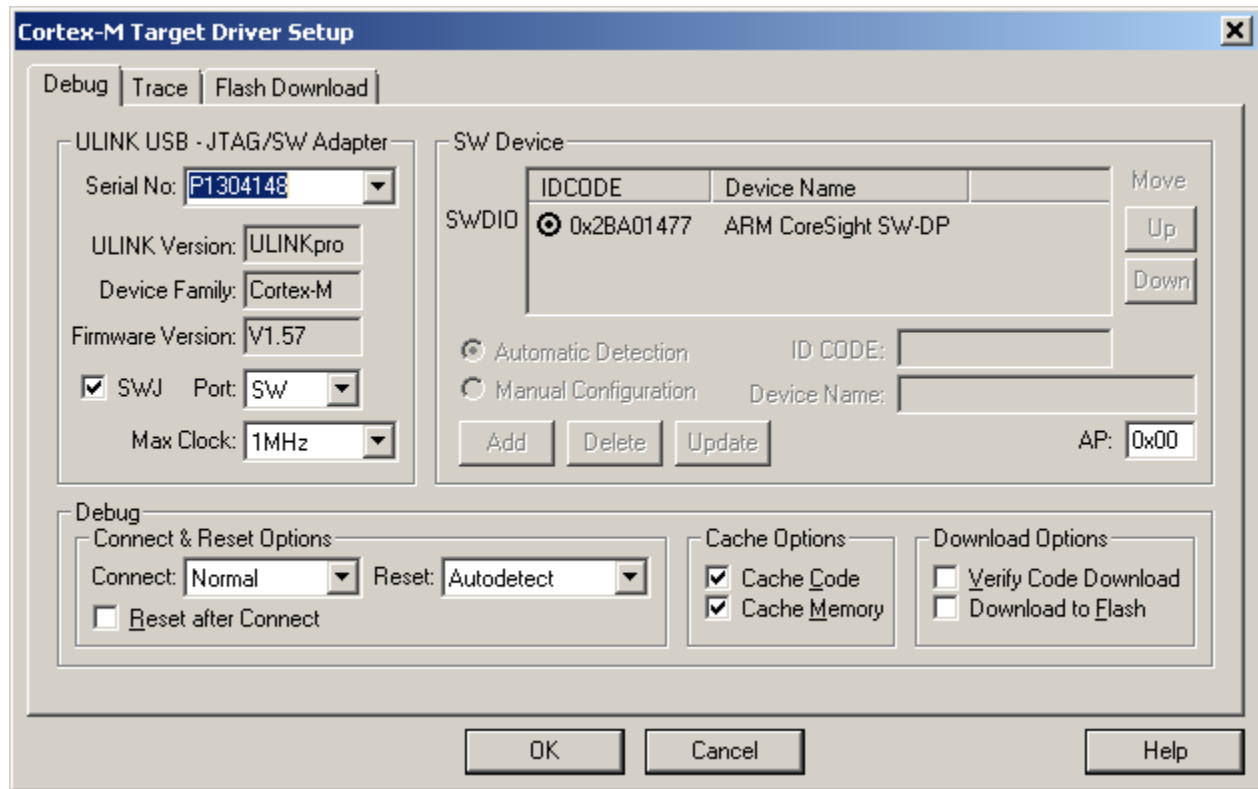 Cortex-M Target Driver Setup
Debug Trace Flash Download
ULINK USB - JTAG/SW Adapter
Serial No: P1304148
ULINK Version: ULINKpro
Device Family: Cortex-M
Firmware Version: V1.57
SWJ Port: SW
Max Clock: 1MHz
SW Device
IDCODE Device Name
SWDIO 0x2BA01477 ARM CoreSight SW-DP
Move
Up
Down
Automatic Detection ID CODE:
Manual Configuration Device Name:
Add Delete Update AP: 0x00
Debug
Connect & Reset Options
Connect: Normal Reset: Autodetect
Reset after Connect
Cache Options
Cache Code
Cache Memory
Download Options
Verify Code Download
Download to Flash
OK Cancel Help